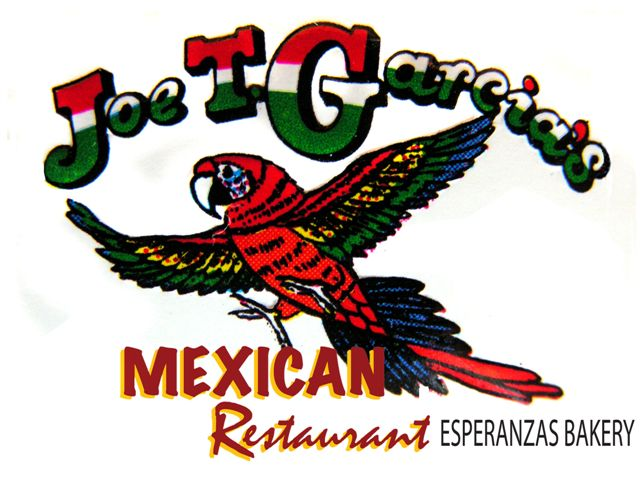 Joe T. Garcia's
MEXICAN
Restaurant ESPERANZAS BAKERY